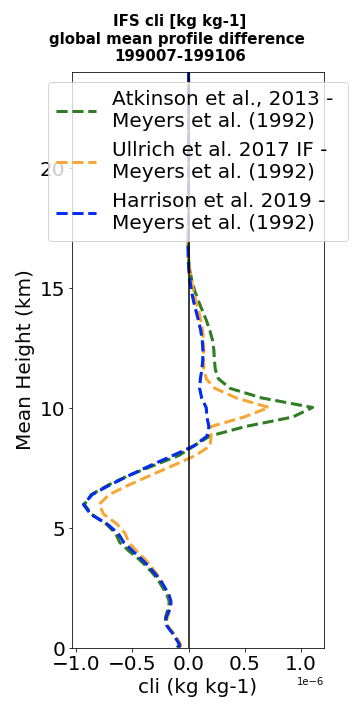 IFS cli [kg kg-1]
global mean profile difference
199007-199106
Atkinson et al., 2013 -
Meyers et al. (1992)
Ullrich et al. 2017 IF -
Meyers et al. (1992)
Harrison et al. 2019 -
Meyers et al. (1992)
20
15
10
5
0
Mean Height (km)
−1.0 −0.5 0.0 0.5 1.0
1e-6
cli (kg kg-1)